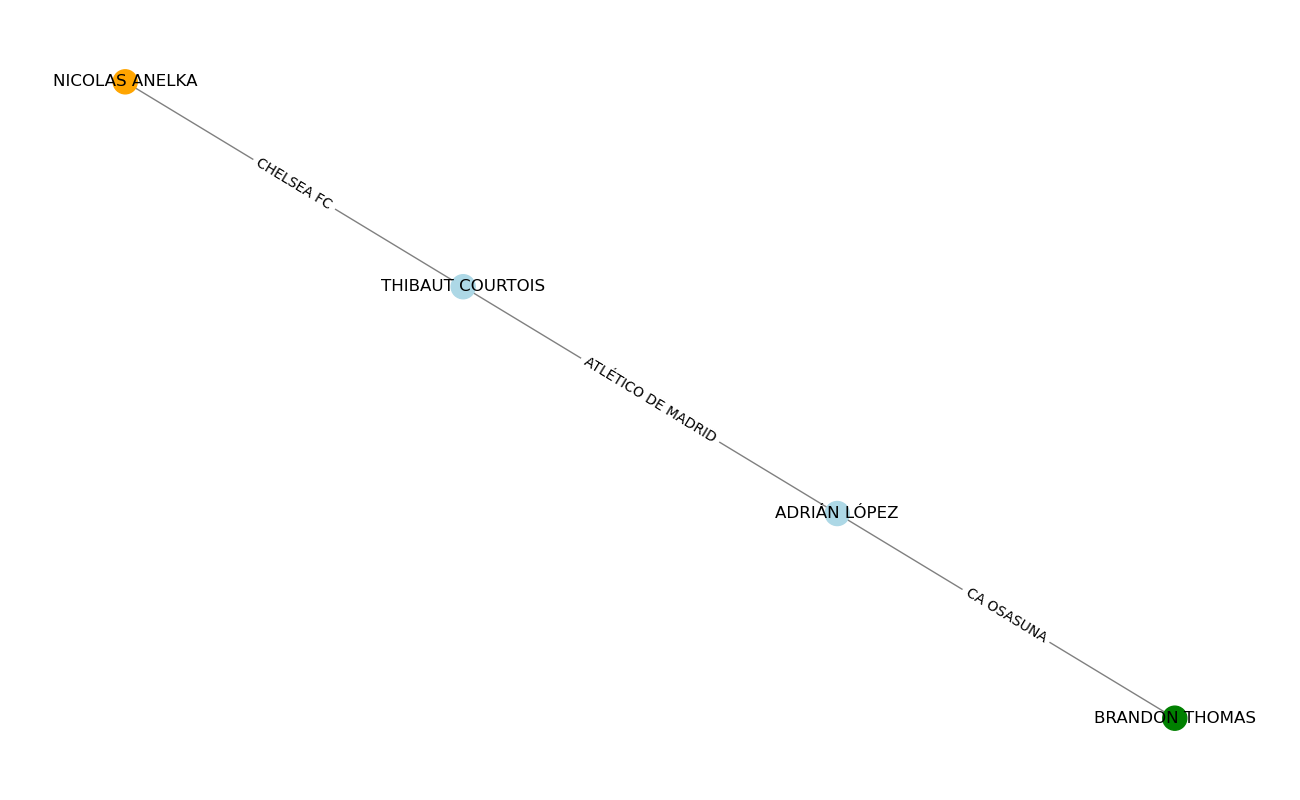 NICOLAS ANELKA
CHELSEA FC
THIBAUT COURTOIS
ATLÉTICO DE MADRID
ADRIÁN LÓPEZ
CA OSASUNA
BRANDON THOMAS